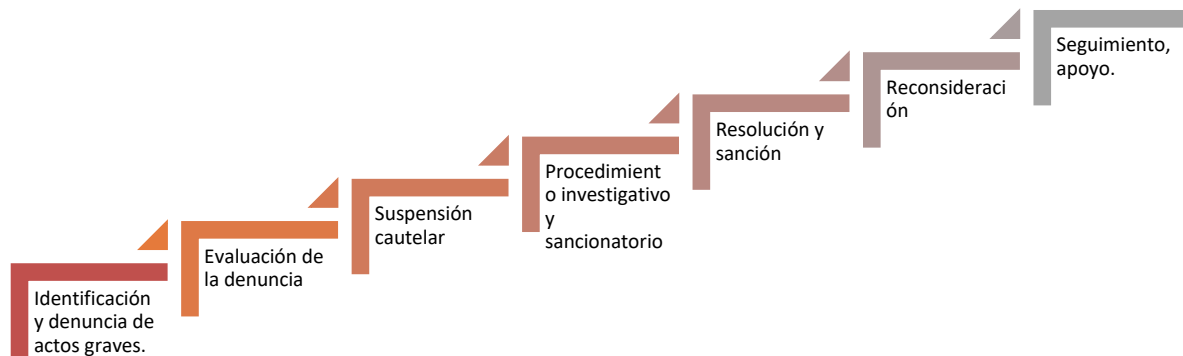 Identificación
y denuncia de
actos graves.
Evaluación de
la denuncia
Suspensión
cautelar
Procedimient
o investigativo
y
sancionatorio
Resolución y
sanción
Reconsideraci
ón
Seguimiento,
apoyo.